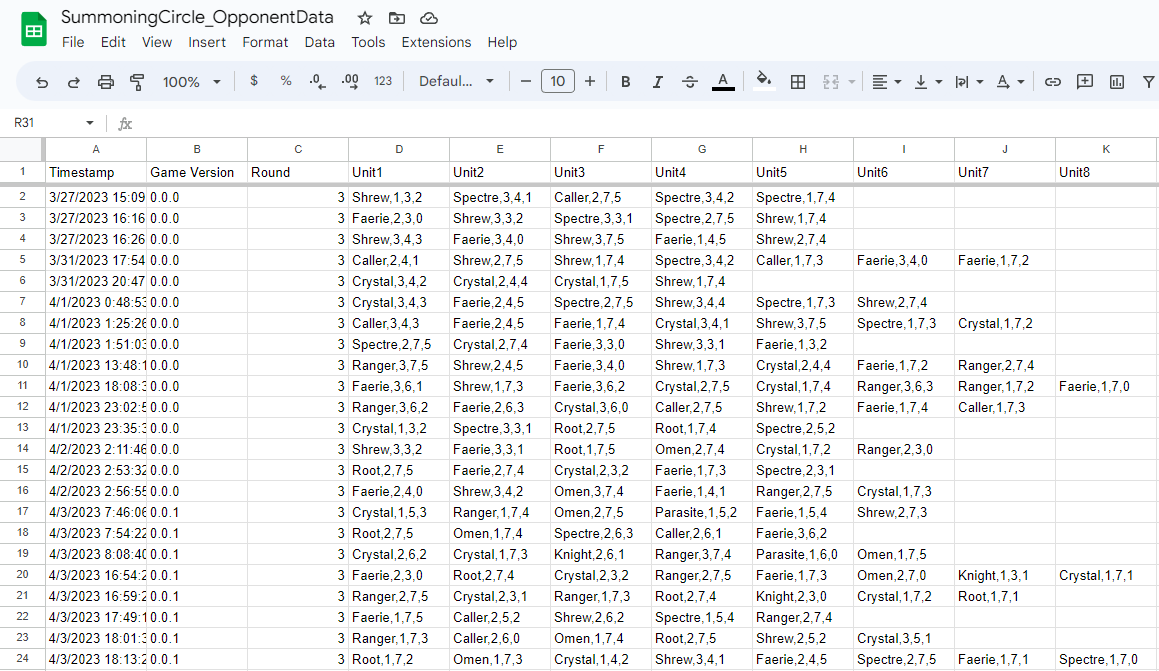 SummoningCircle_OpponentData
File Edit View Insert Format Data Tools Extensions Help
100% $ % .0 .00 123 Defaul... − 10 + B I S A
R31 fx
A B C D E F G H I J K
1 Timestamp Game Version Round Unit1 Unit2 Unit3 Unit4 Unit5 Unit6 Unit7 Unit8
2 3/27/2023 15:09 0.0.0 3 Shrew,1,3,2 Spectre,3,4,1 Caller,2,7,5 Spectre,3,4,2 Spectre,1,7,4
3 3/27/2023 16:16 0.0.0 3 Faerie,2,3,0 Shrew,3,3,2 Spectre,3,3,1 Spectre,2,7,5 Shrew,1,7,4
4 3/27/2023 16:26 0.0.0 3 Shrew,3,4,3 Faerie,3,4,0 Shrew,3,7,5 Faerie,1,4,5 Shrew,2,7,4
5 3/31/2023 17:54 0.0.0 3 Caller,2,4,1 Shrew,2,7,5 Shrew,1,7,4 Spectre,3,4,2 Caller,1,7,3 Faerie,3,4,0 Faerie,1,7,2
6 3/31/2023 20:47 0.0.0 3 Crystal,3,4,2 Crystal,2,4,4 Crystal,1,7,5 Shrew,1,7,4
7 4/1/2023 0:48:53 0.0.0 3 Crystal,3,4,3 Faerie,2,4,5 Spectre,2,7,5 Shrew,3,4,4 Spectre,1,7,3 Shrew,2,7,4
8 4/1/2023 1:25:26 0.0.0 3 Caller,3,4,3 Faerie,2,4,5 Faerie,1,7,4 Crystal,3,4,1 Shrew,3,7,5 Spectre,1,7,3 Crystal,1,7,2
9 4/1/2023 1:51:03 0.0.0 3 Spectre,2,7,5 Crystal,2,7,4 Faerie,3,3,0 Shrew,3,3,1 Faerie,1,3,2
10 4/1/2023 13:48:1 0.0.0 3 Ranger,3,7,5 Shrew,2,4,5 Faerie,3,4,0 Shrew,1,7,3 Crystal,2,4,4 Faerie,1,7,2 Ranger,2,7,4
11 4/1/2023 18:08:3 0.0.0 3 Faerie,3,6,1 Shrew,1,7,3 Faerie,3,6,2 Crystal,2,7,5 Crystal,1,7,4 Ranger,3,6,3 Ranger,1,7,2 Faerie,1,7,0
12 4/1/2023 23:02:5 0.0.0 3 Ranger,3,6,2 Faerie,2,6,3 Crystal,3,6,0 Caller,2,7,5 Shrew,1,7,2 Faerie,1,7,4 Caller,1,7,3
13 4/1/2023 23:35:3 0.0.0 3 Crystal,1,3,2 Spectre,3,3,1 Root,2,7,5 Root,1,7,4 Spectre,2,5,2
14 4/2/2023 2:11:46 0.0.0 3 Shrew,3,3,2 Faerie,3,3,1 Root,1,7,5 Omen,2,7,4 Crystal,1,7,2 Ranger,2,3,0
15 4/2/2023 2:53:32 0.0.0 3 Root,2,7,5 Faerie,2,7,4 Crystal,2,3,2 Faerie,1,7,3 Spectre,2,3,1
16 4/2/2023 2:56:55 0.0.0 3 Faerie,2,4,0 Shrew,3,4,2 Omen,3,7,4 Faerie,1,4,1 Ranger,2,7,5 Crystal,1,7,3
17 4/3/2023 7:46:06 0.0.1 3 Crystal,1,5,3 Ranger,1,7,4 Omen,2,7,5 Parasite,1,5,2 Faerie,1,5,4 Shrew,2,7,3
18 4/3/2023 7:54:22 0.0.1 3 Root,2,7,5 Omen,1,7,4 Spectre,2,6,3 Caller,2,6,1 Faerie,3,6,2
19 4/3/2023 8:08:40 0.0.1 3 Crystal,2,6,2 Crystal,1,7,3 Knight,2,6,1 Ranger,3,7,4 Parasite,1,6,0 Omen,1,7,5
20 4/3/2023 16:54:2 0.0.1 3 Faerie,2,3,0 Root,2,7,4 Crystal,2,3,2 Ranger,2,7,5 Faerie,1,7,3 Omen,2,7,0 Knight,1,3,1 Crystal,1,7,1
21 4/3/2023 16:59:2 0.0.1 3 Ranger,2,7,5 Crystal,2,3,1 Ranger,1,7,3 Root,2,7,4 Knight,2,3,0 Crystal,1,7,2 Root,1,7,1
22 4/3/2023 17:49:1 0.0.1 3 Faerie,1,7,5 Caller,2,5,2 Shrew,2,6,2 Spectre,1,5,4 Ranger,2,7,4
23 4/3/2023 18:01:3 0.0.1 3 Ranger,1,7,3 Caller,2,6,0 Omen,1,7,4 Root,2,7,5 Shrew,2,5,2 Crystal,3,5,1
24 4/3/2023 18:13:2 0.0.1 3 Root,1,7,2 Omen,1,7,3 Crystal,1,4,2 Shrew,3,4,1 Faerie,2,4,5 Spectre,2,7,5 Faerie,1,7,1 Spectre,1,7,0